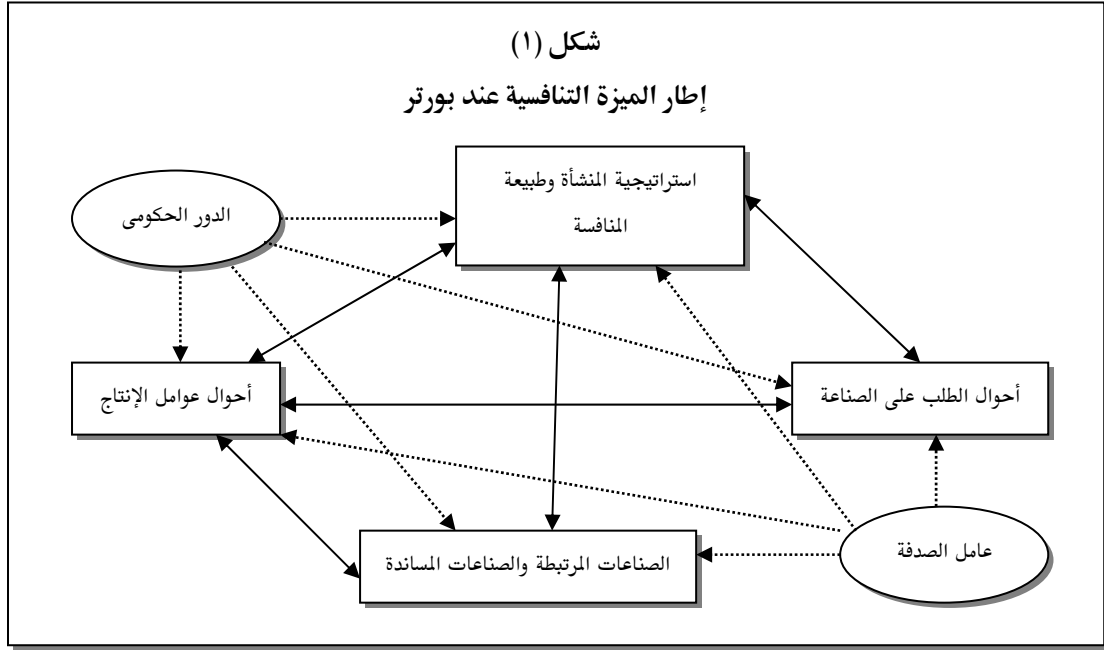 شكل (١)
إطار الميزة التنافسية عند بورتر
استراتيجية المنشأة وطبيعة
المنافسة
الدور الحكومى
أحوال الطلب على الصناعة
أحوال عوامل الإنتاج
عامل الصدفة
الصناعات المرتبطة والصناعات المساندة